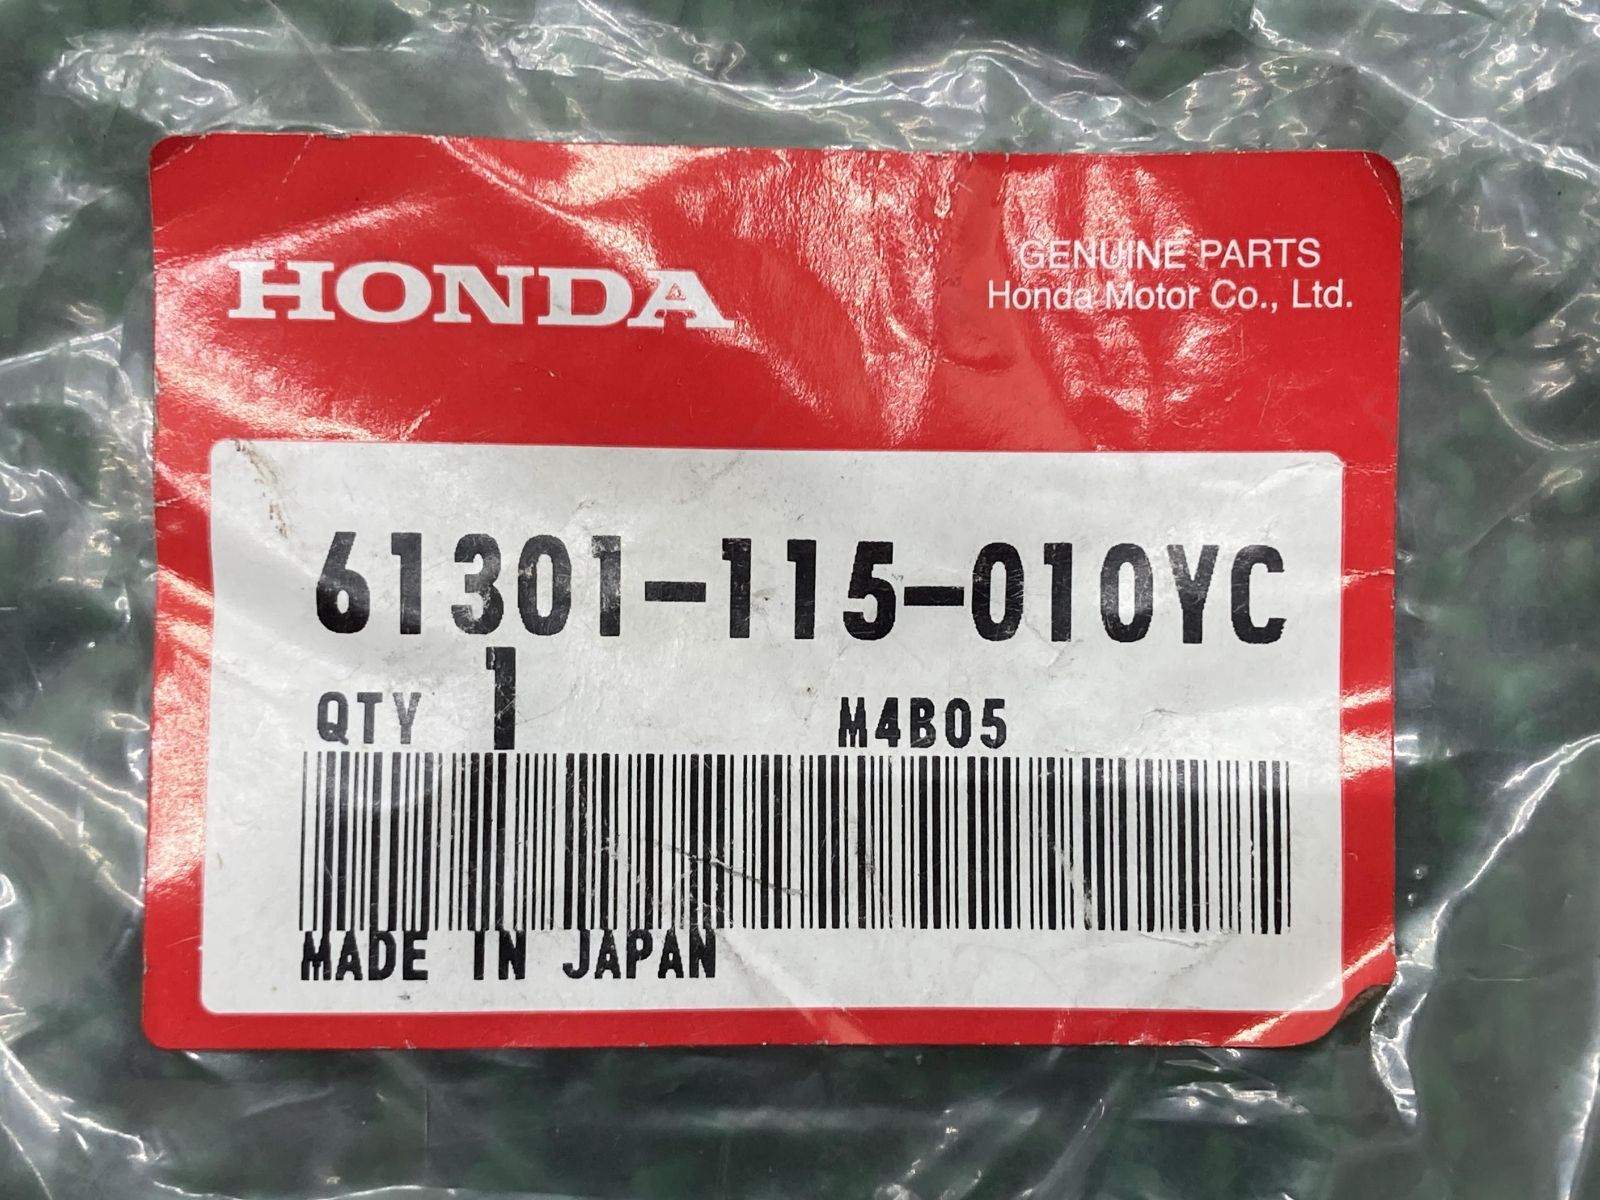 HONDA
GENUINE PARTS
Honda Motor Co., Ltd.
61301-115-010YC
QTY 1 M4B05
MADE IN JAPAN